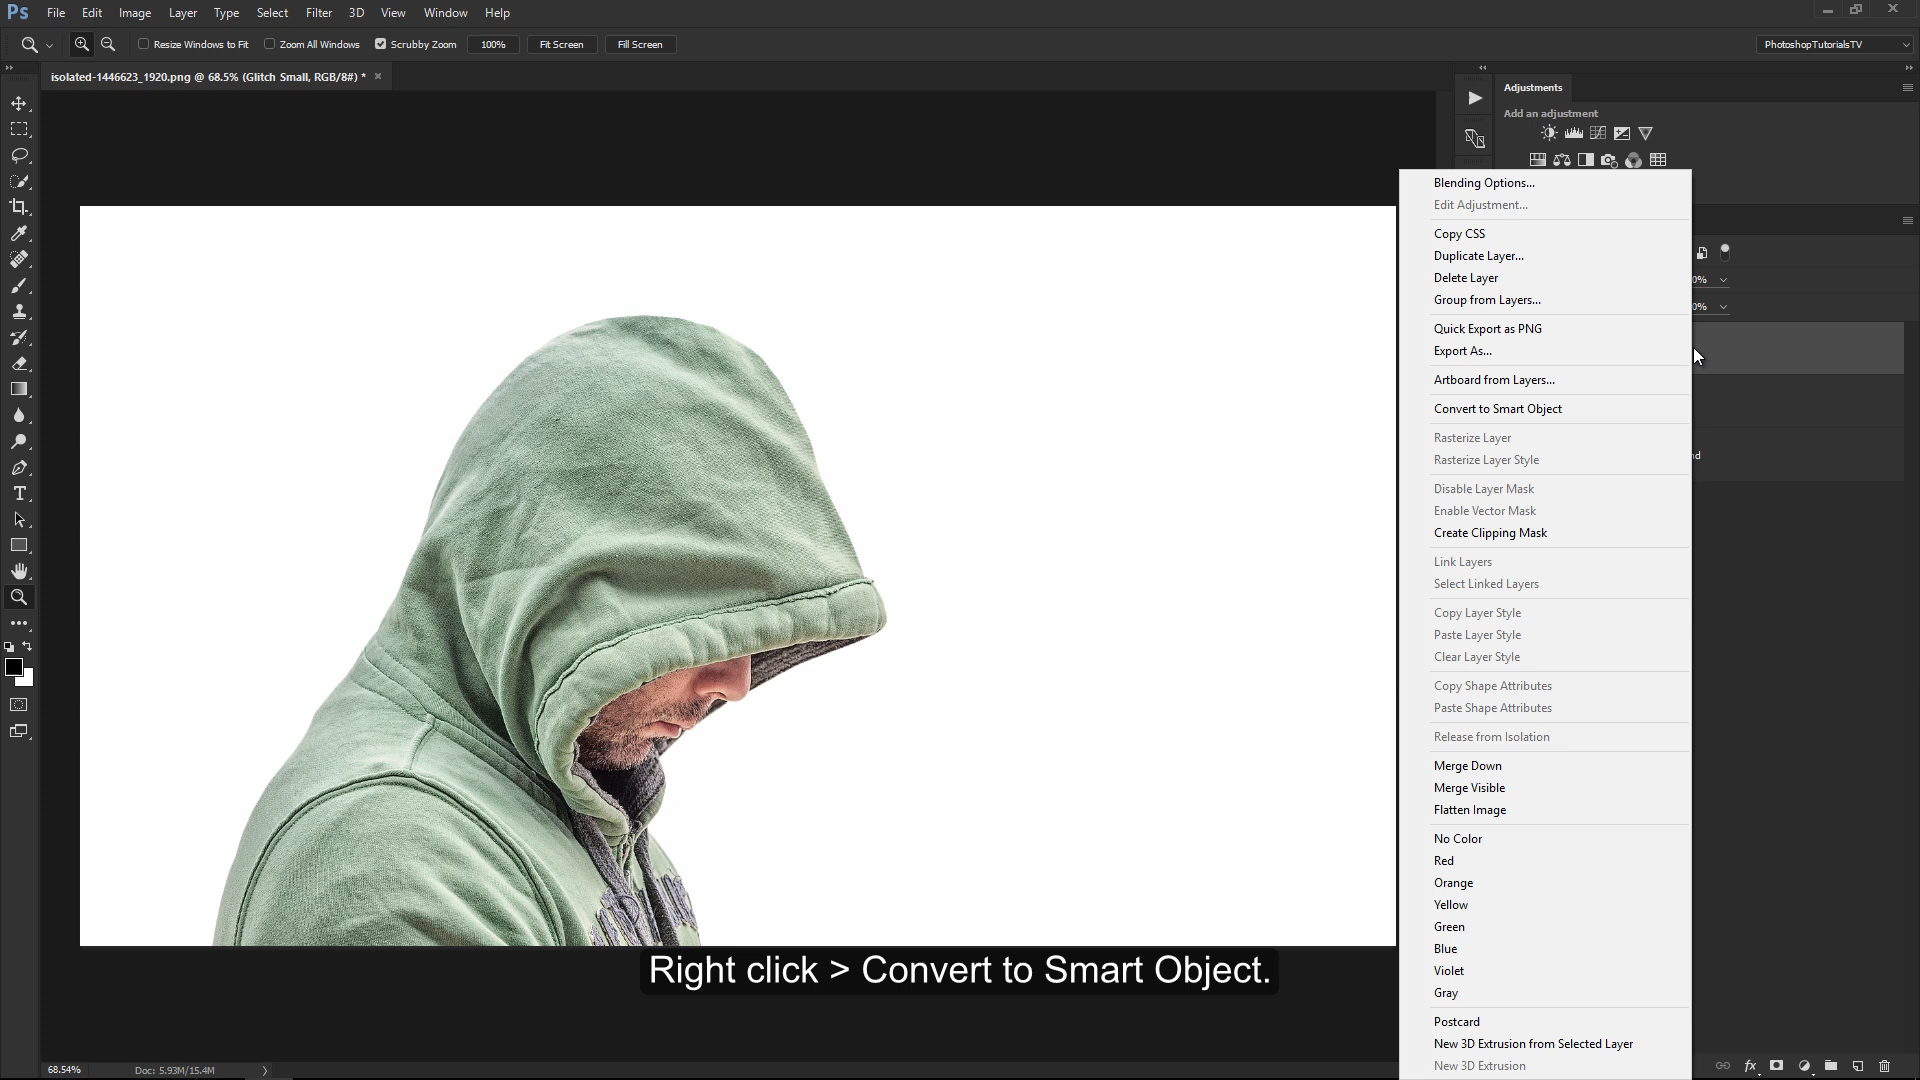 Ps File Edit Image Layer Type Select Filter 3D View Window Help
Resize Windows to Fit Zoom All Windows Scrubby Zoom 100% Fit Screen Fill Screen PhotoshopTutorialsTV
isolated-1446623_1920.png @ 68.5% (Glitch Small, RGB/8#) *
Adjustments
Add an adjustment
Blending Options...
Edit Adjustment...
Copy CSS
Duplicate Layer...
Delete Layer
0%
Group from Layers...
0%
Quick Export as PNG
Export As...
Artboard from Layers...
Convert to Smart Object
Rasterize Layer
nd
Rasterize Layer Style
Disable Layer Mask
Enable Vector Mask
Create Clipping Mask
Link Layers
Select Linked Layers
Copy Layer Style
Paste Layer Style
Clear Layer Style
Copy Shape Attributes
Paste Shape Attributes
Release from Isolation
Merge Down
Merge Visible
Flatten Image
No Color
Red
Orange
Yellow
Green
Blue
Violet
Gray
Postcard
New 3D Extrusion from Selected Layer
New 3D Extrusion
Right click > Convert to Smart Object.
68.54% Doc: 5.93M/15.4M
fx